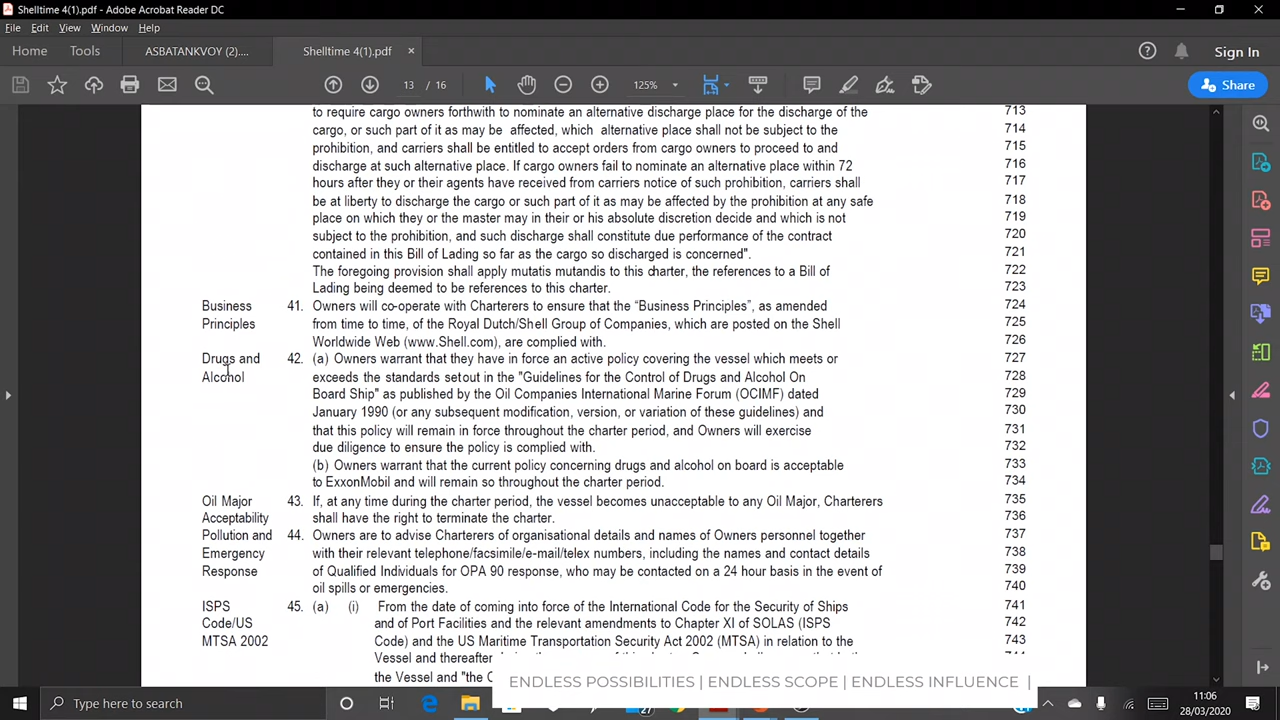 Shelltime 4(1).pdf - Adobe Acrobat Reader DC
File Edit View Window Help
Home Tools ASBATANKVOY (2).... Shelltime 4(1).pdf × Sign In
13 / 16 125% Share
to require cargo owners forthwith to nominate an alternative discharge place for the discharge of the 713
cargo, or such part of it as may be affected, which alternative place shall not be subject to the 714
prohibition, and carriers shall be entitled to accept orders from cargo owners to proceed to and 715
discharge at such alternative place. If cargo owners fail to nominate an alternative place within 72 716
hours after they or their agents have received from carriers notice of such prohibition, carriers shall 717
be at liberty to discharge the cargo or such part of it as may be affected by the prohibition at any safe 718
place on which they or the master may in their or his absolute discretion decide and which is not 719
subject to the prohibition, and such discharge shall constitute due performance of the contract 720
contained in this Bill of Lading so far as the cargo so discharged is concerned". 721
The foregoing provision shall apply mutatis mutandis to this charter, the references to a Bill of 722
Lading being deemed to be references to this charter. 723
Business 41. Owners will co-operate with Charterers to ensure that the “Business Principles”, as amended 724
Principles from time to time, of the Royal Dutch/Shell Group of Companies, which are posted on the Shell 725
Worldwide Web (www.Shell.com), are complied with. 726
Drugs and 42. (a) Owners warrant that they have in force an active policy covering the vessel which meets or 727
Alcohol exceeds the standards setout in the "Guidelines for the Control of Drugs and Alcohol On 728
Board Ship" as published by the Oil Companies International Marine Forum (OCIMF) dated 729
January 1990 (or any subsequent modification, version, or variation of these guidelines) and 730
that this policy will remain in force throughout the charter period, and Owners will exercise 731
due diligence to ensure the policy is complied with. 732
(b) Owners warrant that the current policy concerning drugs and alcohol on board is acceptable 733
to ExxonMobil and will remain so throughout the charter period. 734
Oil Major 43. If, at any time during the charter period, the vessel becomes unacceptable to any Oil Major, Charterers 735
Acceptability shall have the right to terminate the charter. 736
Pollution and 44. Owners are to advise Charterers of organisational details and names of Owners personnel together 737
Emergency with their relevant telephone/facsimile/e-mail/telex numbers, including the names and contact details 738
Response of Qualified Individuals for OPA 90 response, who may be contacted on a 24 hour basis in the event of 739
oil spills or emergencies. 740
ISPS 45. (a) (i) From the date of coming into force of the International Code for the Security of Ships 741
Code/US and of Port Facilities and the relevant amendments to Chapter XI of SOLAS (ISPS 742
MTSA 2002 Code) and the US Maritime Transportation Security Act 2002 (MTSA) in relation to the 743
Vessel and thereafter
the Vessel and "the
ENDLESS POSSIBILITIES | ENDLESS SCOPE | ENDLESS INFLUENCE |
Type here to search 27 11:06
28/03/2020